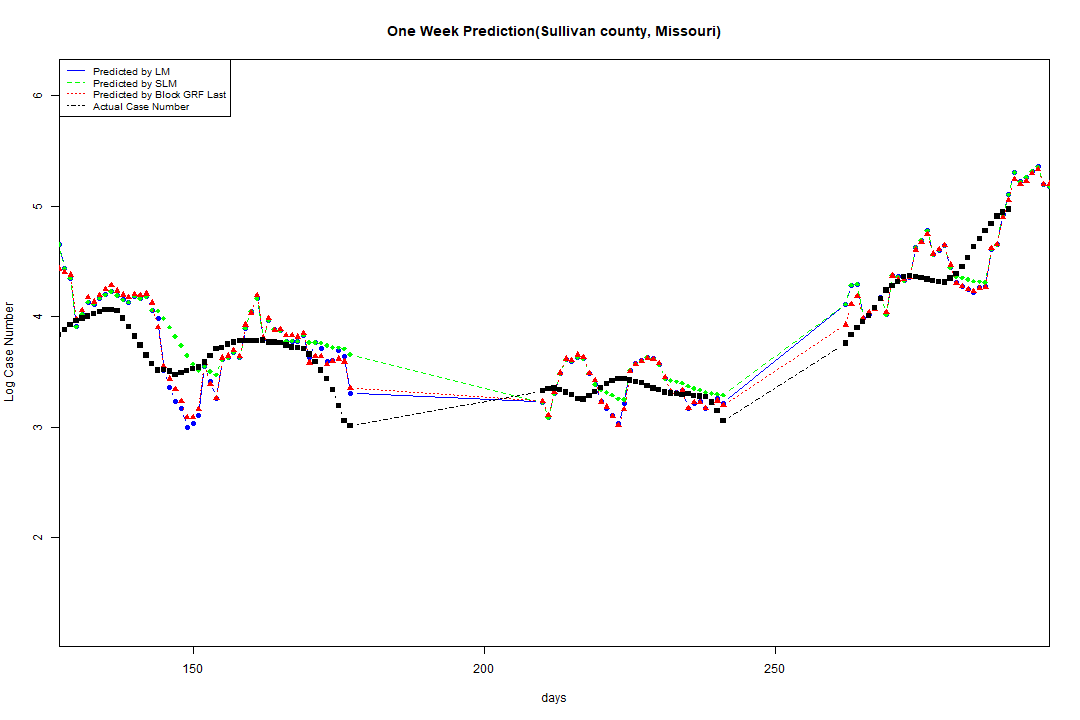 One Week Prediction(Sullivan county, Missouri)
Predicted by LM
Predicted by SLM
Predicted by Block GRF Last
Actual Case Number
6
5
4
3
2
Log Case Number
150
200
250
days